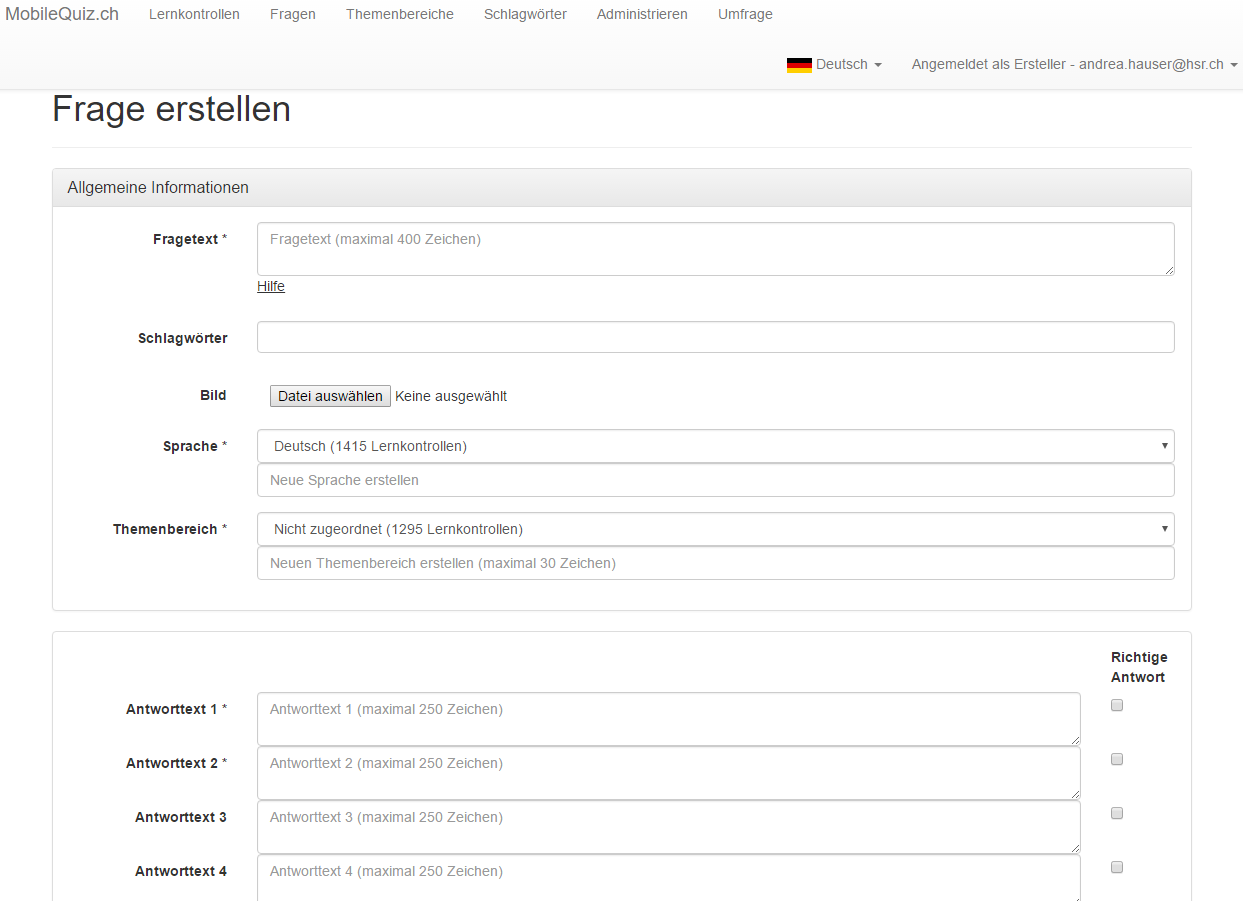 MobileQuiz.ch Lernkontrollen Fragen Themenbereiche Schlagwörter Administrieren Umfrage
Deutsch Angemeldet als Ersteller - andrea.hauser@hsr.ch
Frage erstellen
Allgemeine Informationen
Fragetext * Fragetext (maximal 400 Zeichen)
Hilfe
Schlagwörter
Bild Datei auswählen Keine ausgewählt
Sprache * Deutsch (1415 Lernkontrollen)
Neue Sprache erstellen
Themenbereich * Nicht zugeordnet (1295 Lernkontrollen)
Neuen Themenbereich erstellen (maximal 30 Zeichen)
Richtige
Antwort
Antworttext 1 * Antworttext 1 (maximal 250 Zeichen)
Antworttext 2 * Antworttext 2 (maximal 250 Zeichen)
Antworttext 3 Antworttext 3 (maximal 250 Zeichen)
Antworttext 4 Antworttext 4 (maximal 250 Zeichen)